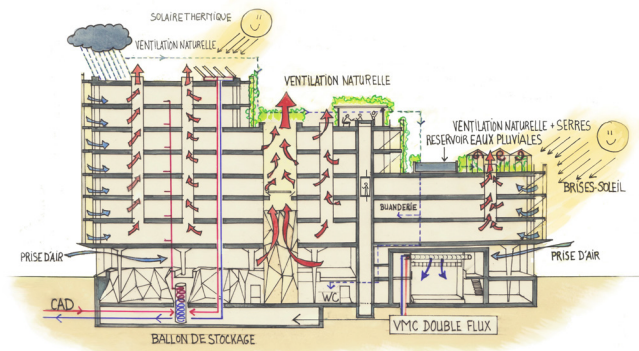 SOLAIRE THERMIQUE
VENTILATION NATURELLE
VENTILATION NATURELLE
VENTILATION NATURELLE + SERRES
RESERVOIR EAUX PLUVIALES
BRISES-SOLEIL
BUANDERIE
PRISE D'AIR
PRISE D'AIR
WC
CAD
VMC DOUBLE FLUX
BALLON DE STOCKAGE